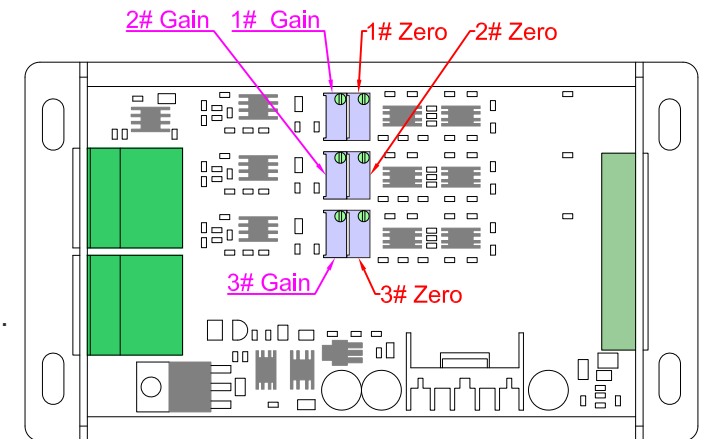 2# Gain
1# Gain
1# Zero
2# Zero
3# Gain
3# Zero
.